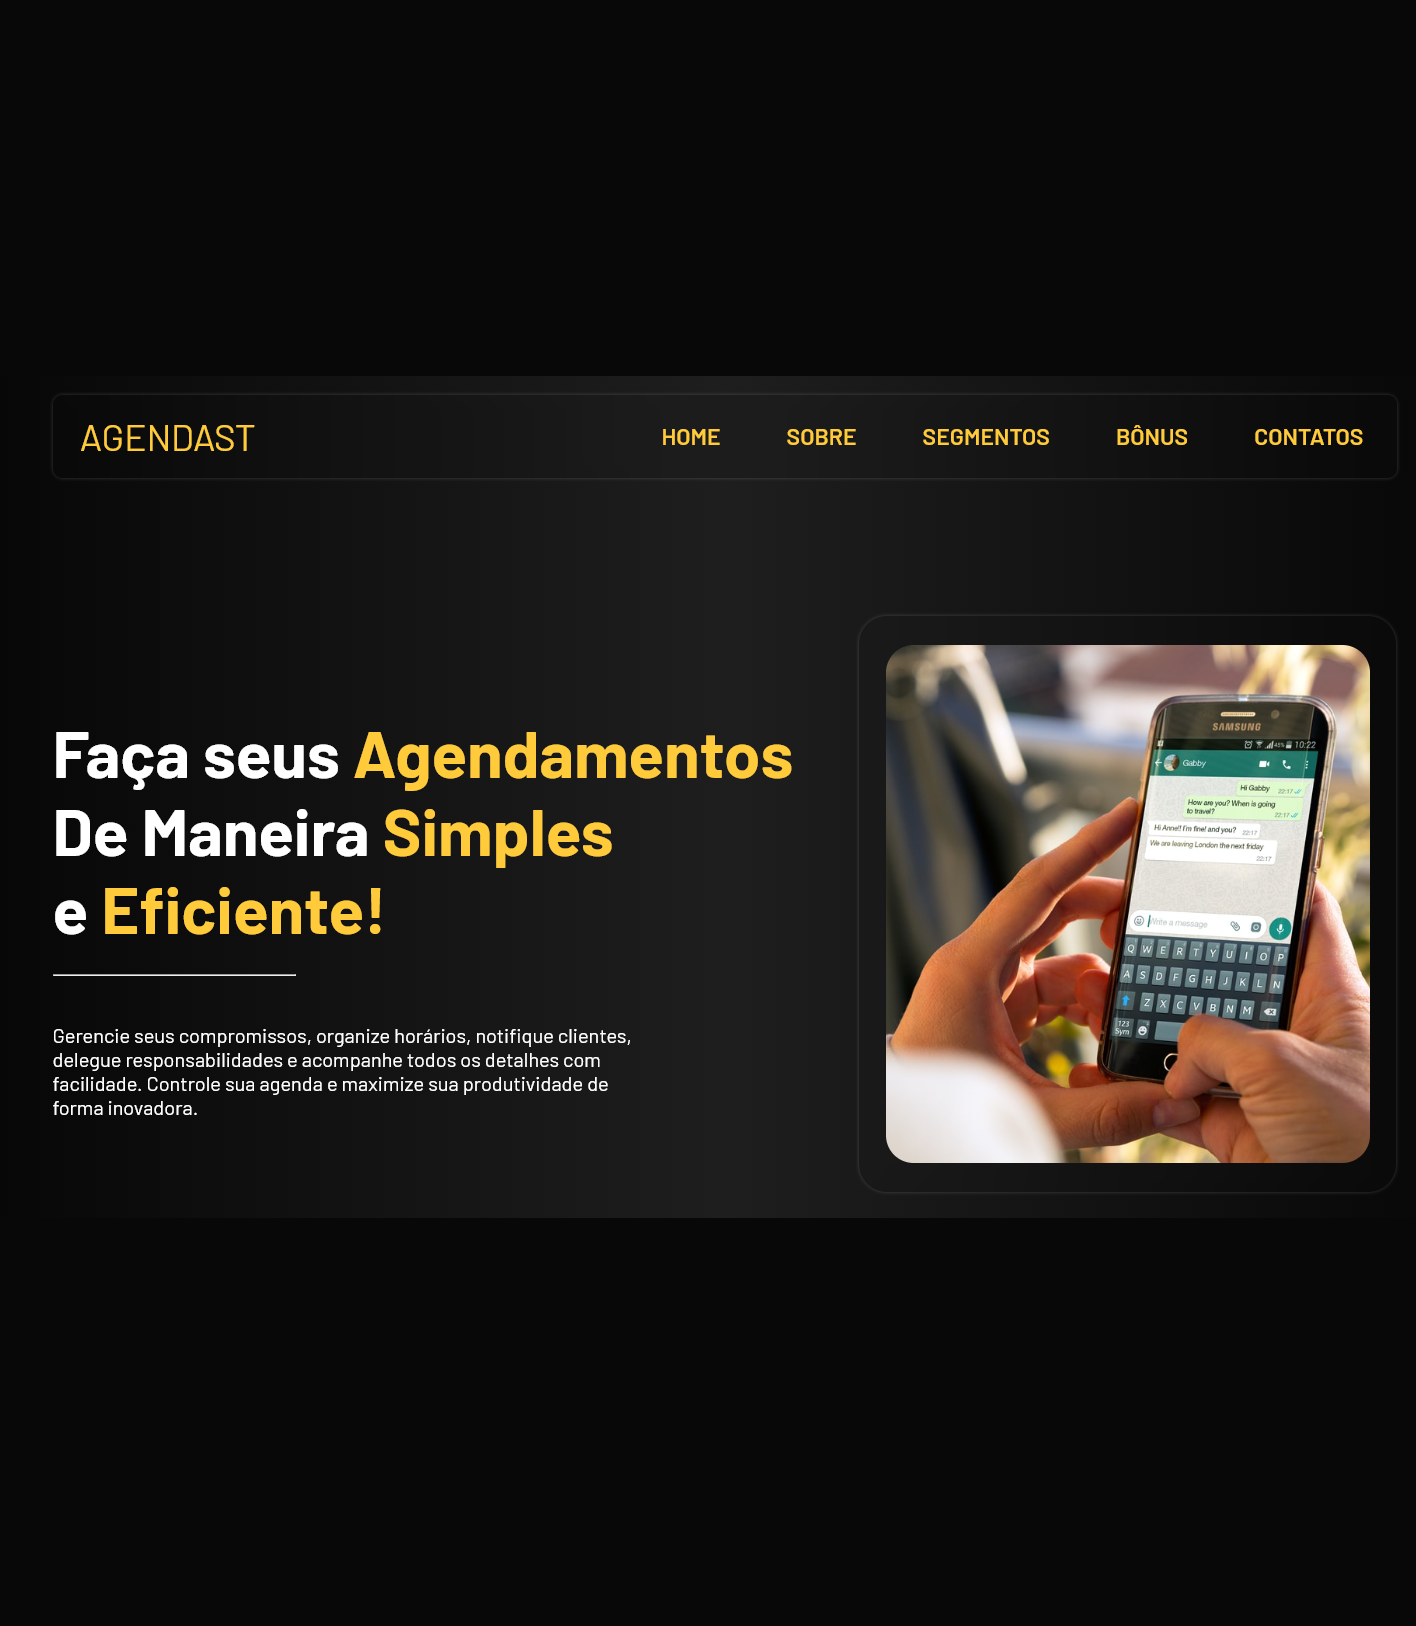 AGENDAST
HOME SOBRE SEGMENTOS BÔNUS CONTATOS
Faça seus Agendamentos
De Maneira Simples
e Eficiente!
Gerencie seus compromissos, organize horários, notifique clientes,
delegue responsabilidades e acompanhe todos os detalhes com
facilidade. Controle sua agenda e maximize sua produtividade de
forma inovadora.
SAMSUNG
45% 10:22
Gabby
Hi Gabby 22:17
How are you? When is going
to travel? 22:17
Hi Anne!! I'm fine! and you? 22:17
We are leaving London the next friday
22:17
Write a message
Q W E R T Y U I O P
A S D F G H J K L N
Z X C V B N M
123
Sym